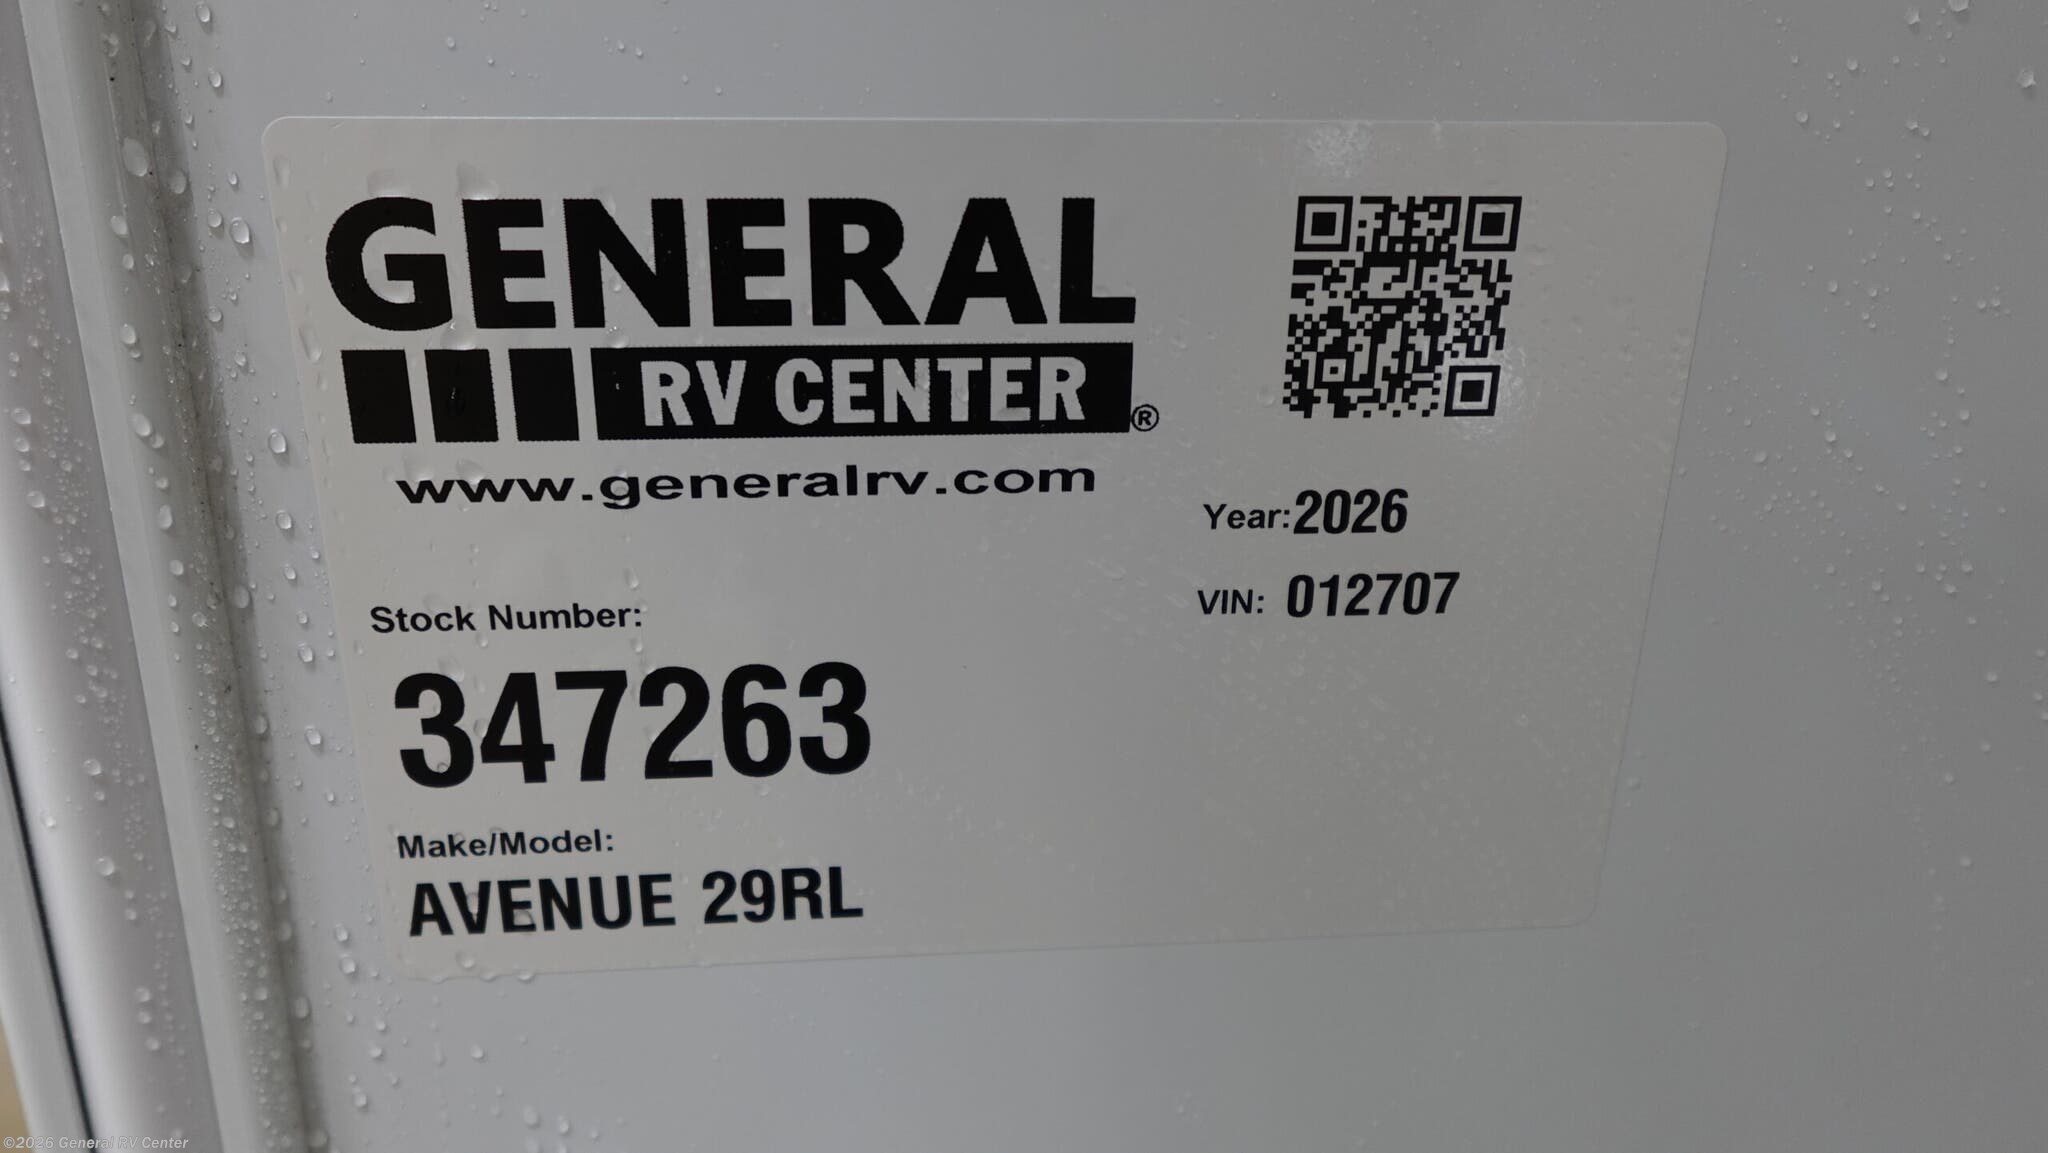 GENERAL
RV CENTER®
www.generalrv.com
Year: 2026
VIN: 012707
Stock Number:
347263
Make/Model:
AVENUE 29RL
©2026 General RV Center